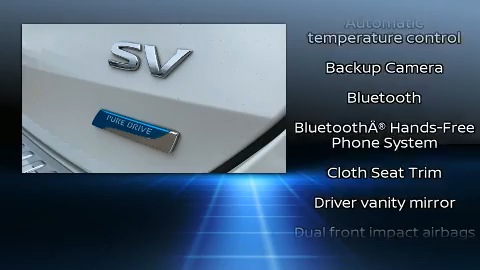 SV
PURE DRIVE
Automatic
temperature control
Backup Camera
Bluetooth
BluetoothÂ® Hands-Free
Phone System
Cloth Seat Trim
Driver vanity mirror
Dual front impact airbags